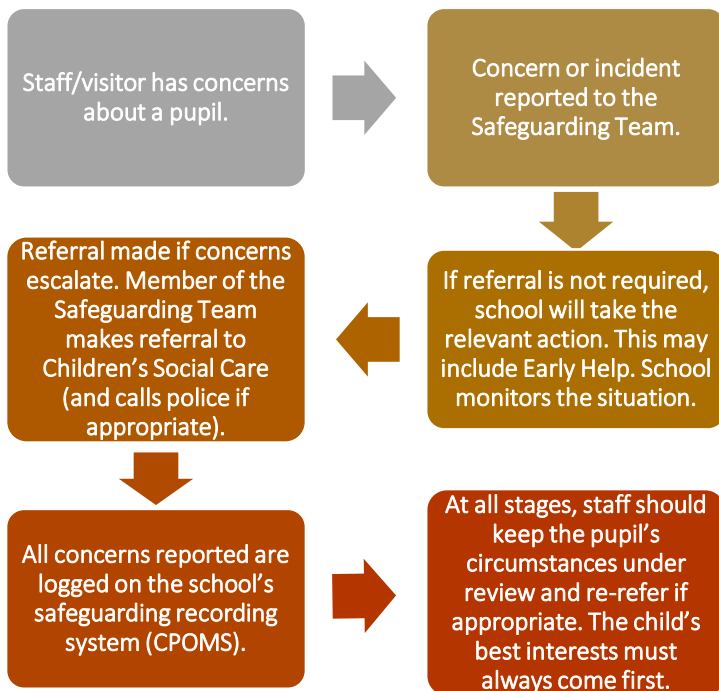 Staff/visitor has concerns
about a pupil.
Concern or incident
reported to the
Safeguarding Team.
If referral is not required,
school will take the
relevant action. This may
include Early Help. School
monitors the situation.
Referral made if concerns
escalate. Member of the
Safeguarding Team
makes referral to
Children’s Social Care
(and calls police if
appropriate).
All concerns reported are
logged on the school’s
safeguarding recording
system (CPOMS).
At all stages, staff should
keep the pupil’s
circumstances under
review and re-refer if
appropriate. The child’s
best interests must
always come first.